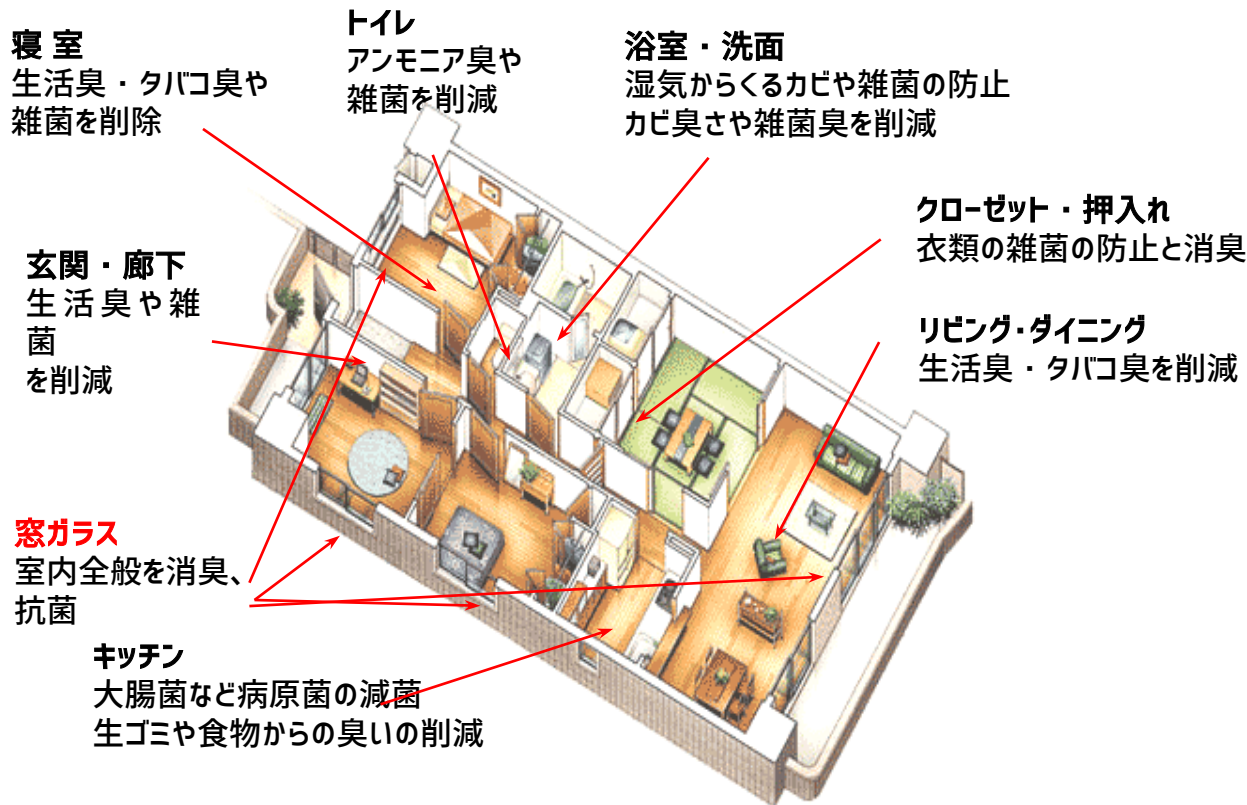 寝 室
生活臭・タバコ臭や
雑菌を削除
トイレ
アンモニア臭や
雑菌を削減
浴室・洗面
湿気からくるカビや雑菌の防止
カビ臭さや雑菌臭を削減
クローゼット・押入れ
衣類の雑菌の防止と消臭
玄関・廊下
生活臭や雑
菌
を削減
リビング・ダイニング
生活臭・タバコ臭を削減
窓ガラス
室内全般を消臭、
抗菌
キッチン
大腸菌など病原菌の減菌
生ゴミや食物からの臭いの削減